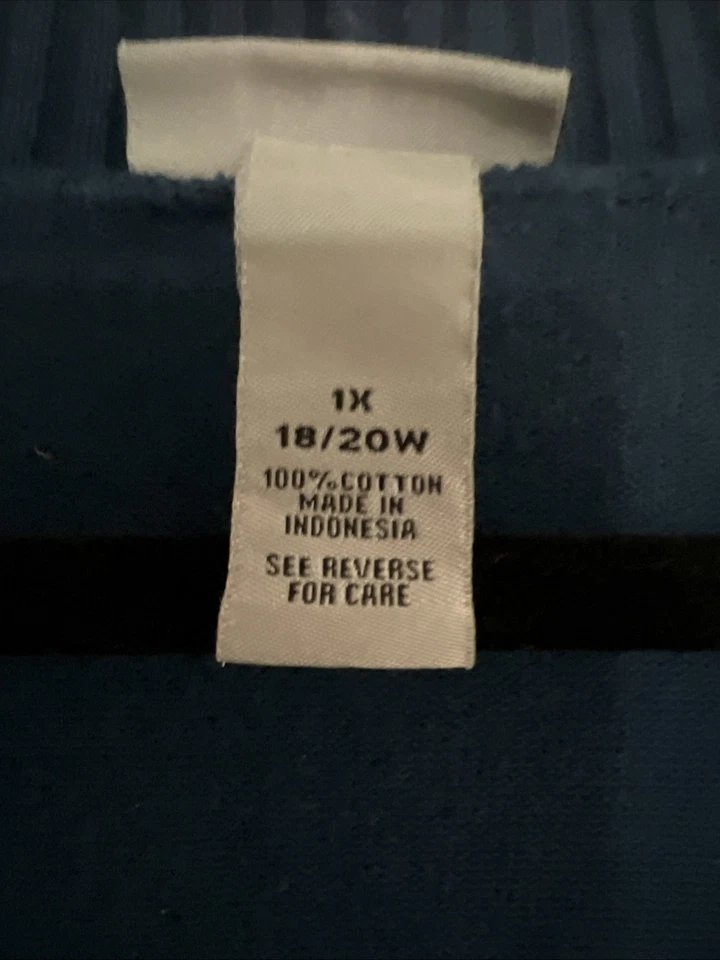 1X
18/20W
100%COTTON
MADE IN
INDONESIA
SEE REVERSE
FOR CARE